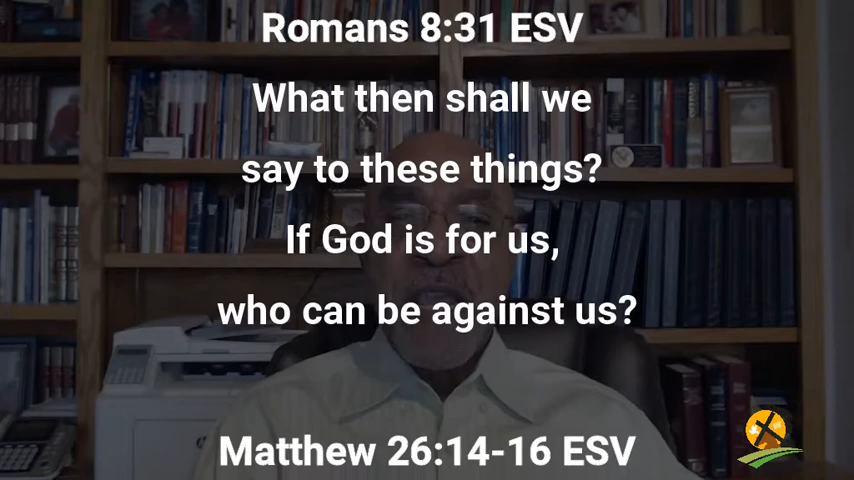 Romans 8:31 ESV
What then shall we
say to these things?
If God is for us,
who can be against us?
Matthew 26:14-16 ESV